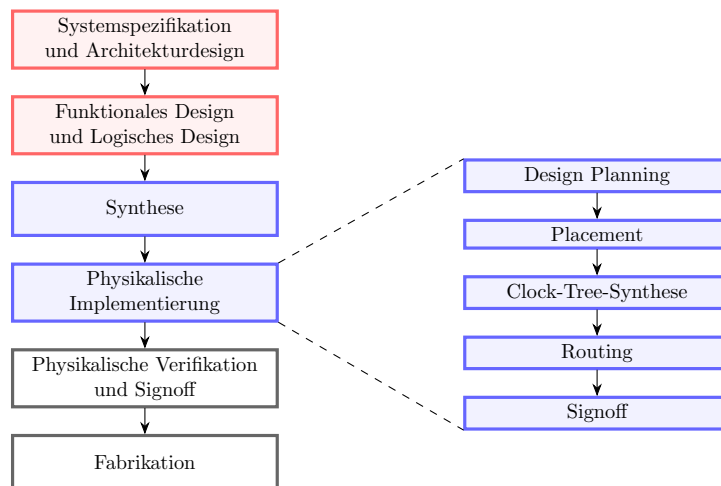 Systemspezifikation
und Architekturdesign
Funktionales Design
und Logisches Design
Synthese
Physikalische
Implementierung
Physikalische Verifikation
und Signoff
Fabrikation
Design Planning
Placement
Clock-Tree-Synthese
Routing
Signoff